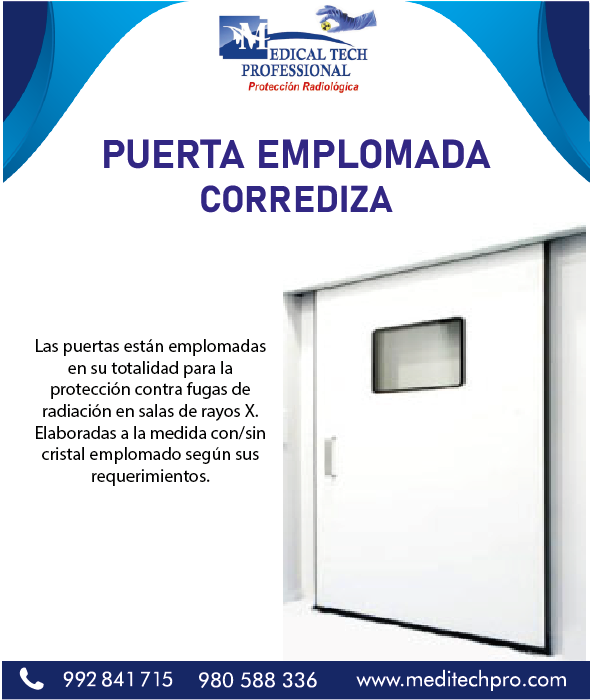 MEDICAL TECH
PROFESSIONAL
Protección Radiológica
PUERTA EMPLOMADA
CORREDIZA
Las puertas están emplomadas
en su totalidad para la
protección contra fugas de
radiación en salas de rayos X.
Elaboradas a la medida con/sin
cristal emplomado según sus
requerimientos.
992 841 715 980 588 336 www.meditechpro.com